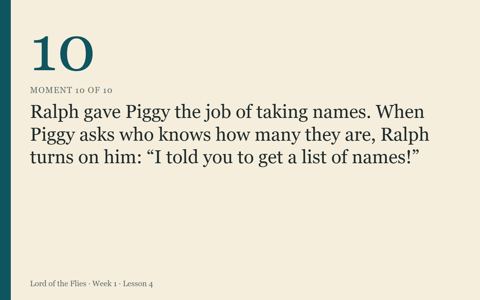 10
MOMENT 10 OF 10
Ralph gave Piggy the job of taking names. When
Piggy asks who knows how many they are, Ralph
turns on him: “I told you to get a list of names!”
Lord of the Flies · Week 1 · Lesson 4